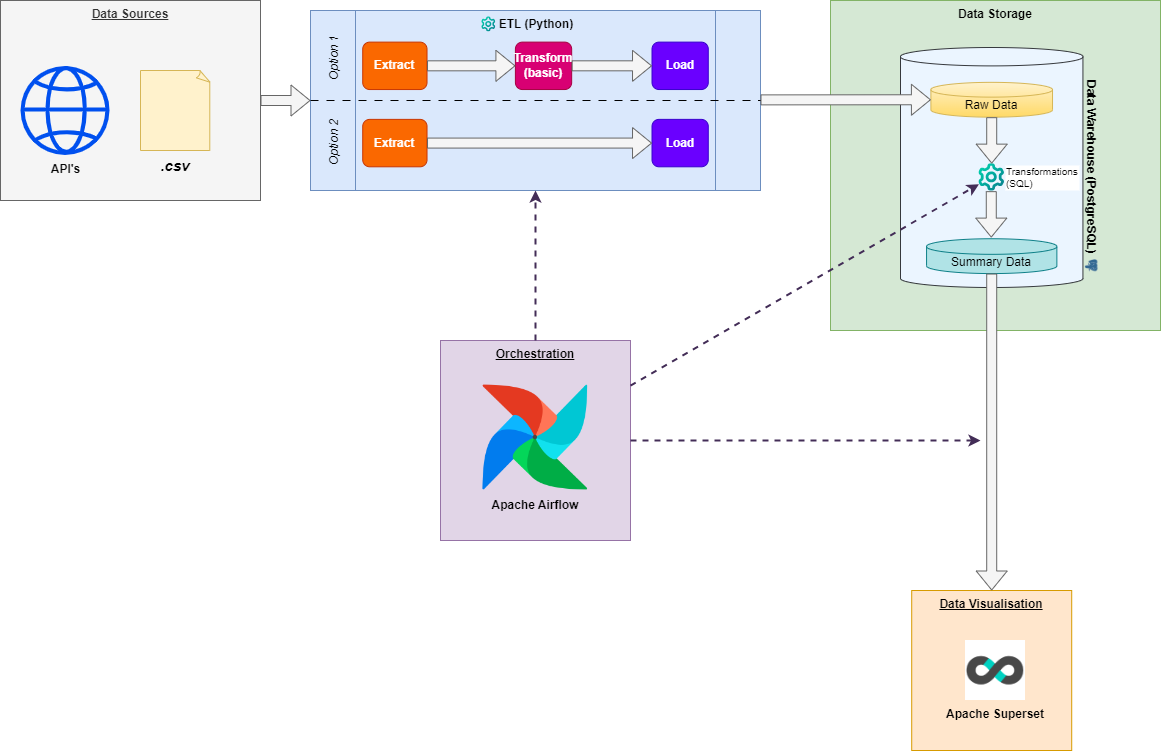 Data Sources
API's
.csv
ETL (Python)
Option 1
Extract
Transform
(basic)
Load
Option 2
Extract
Load
Data Storage
Raw Data
Transformations
(SQL)
Summary Data
Data Warehouse (PostgreSQL)
Orchestration
Apache Airflow
Data Visualisation
Apache Superset